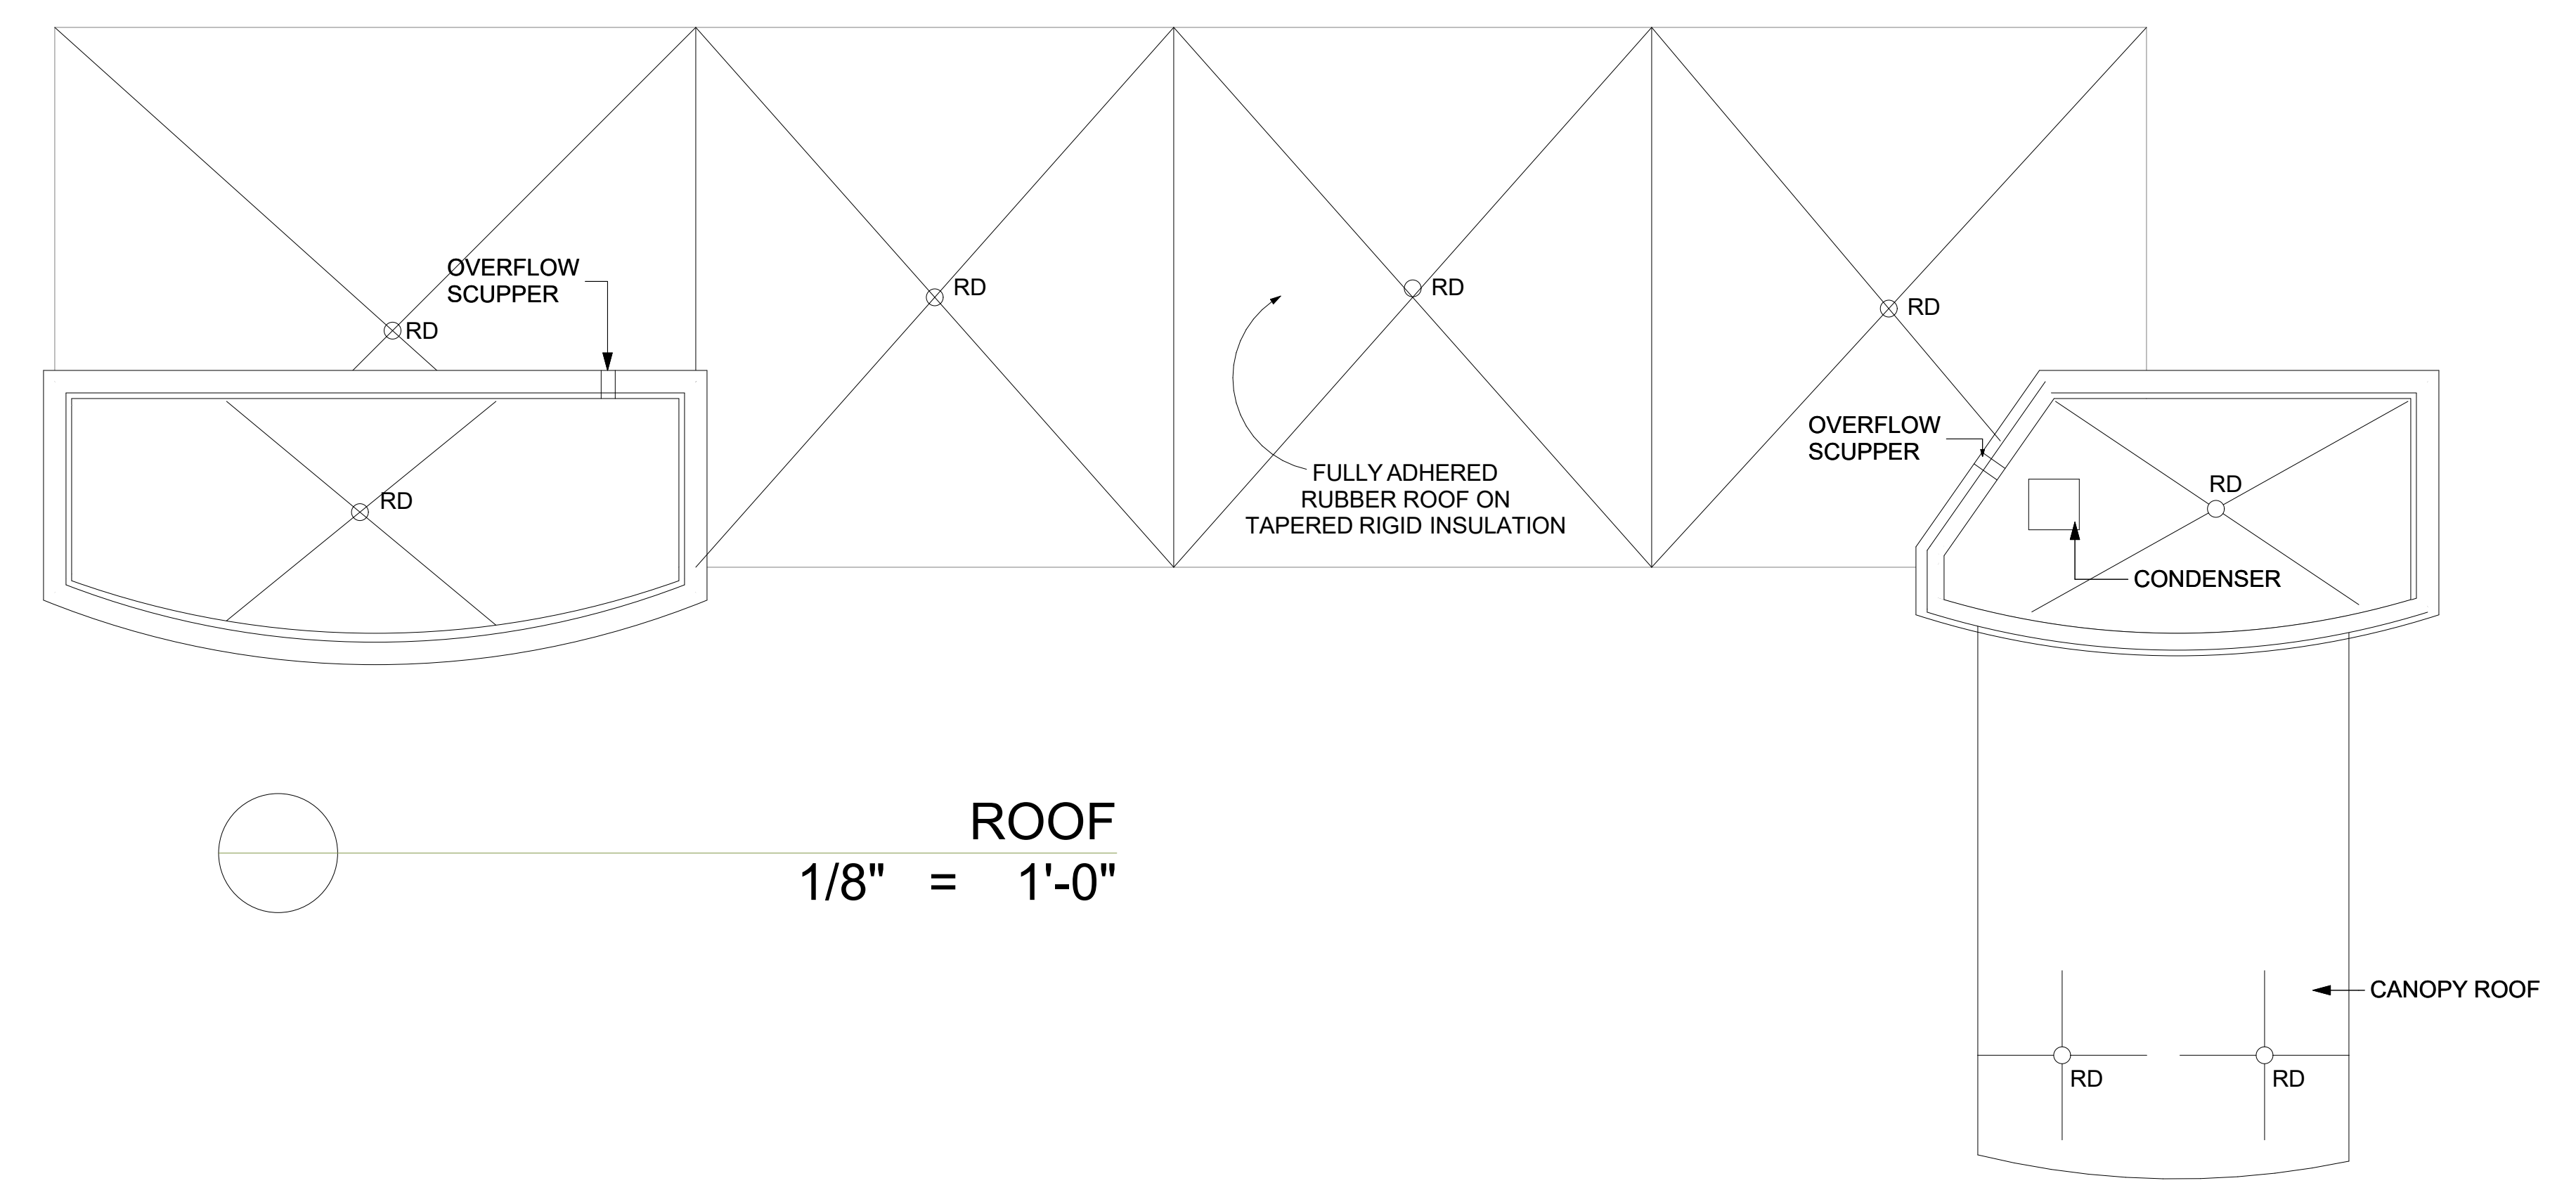 OVERFLOW
SCUPPER
RD
RD
RD
RD
RD
FULLY ADHERED
RUBBER ROOF ON
TAPERED RIGID INSULATION
OVERFLOW
SCUPPER
RD
CONDENSER
ROOF
1/8" = 1'-0"
CANOPY ROOF
RD
RD